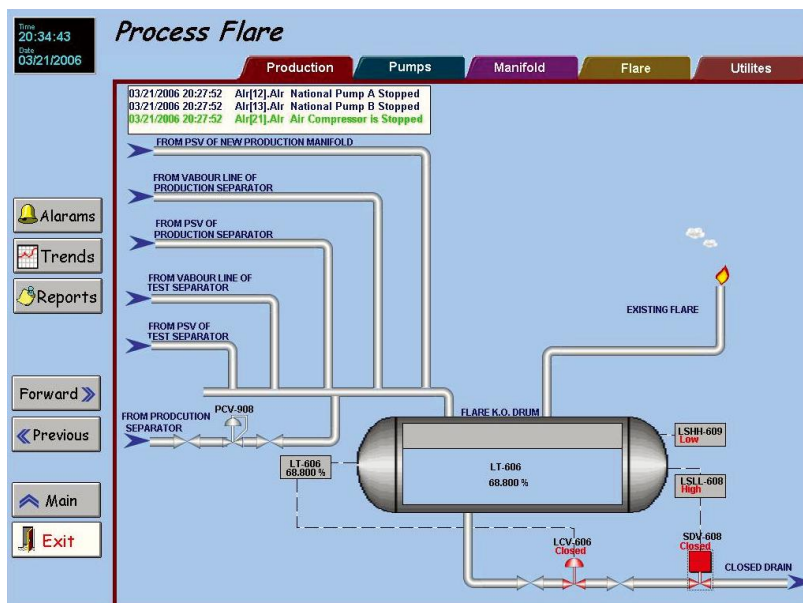 Time
20:34:43
Date
03/21/2006
Process Flare
Production
Pumps
Manifold
Flare
Utilites
03/21/2006 20:27:52 Alr[12].Alr National Pump A Stopped
03/21/2006 20:27:52 Alr[13].Alr National Pump B Stopped
03/21/2006 20:27:52 Alr[21].Alr Air Compressor is Stopped
FROM PSV OF NEW PRODUCTION MANIFOLD
FROM VABOUR LINE OF
PRODUCTION SEPARATOR
FROM PSV OF
PRODUCTION SEPARATOR
FROM VABOUR LINE OF
TEST SEPARATOR
FROM PSV OF
TEST SEPARATOR
FROM PRODCUTION
SEPARATOR
PCV-908
Alarams
Trends
Reports
Forward
Previous
Main
Exit
EXISTING FLARE
FLARE K.O. DRUM
LSHH-609
Low
LT-606
68.800 %
LT-606
68.800 %
LSLL-608
High
LCV-606
Closed
SDV-608
Closed
CLOSED DRAIN